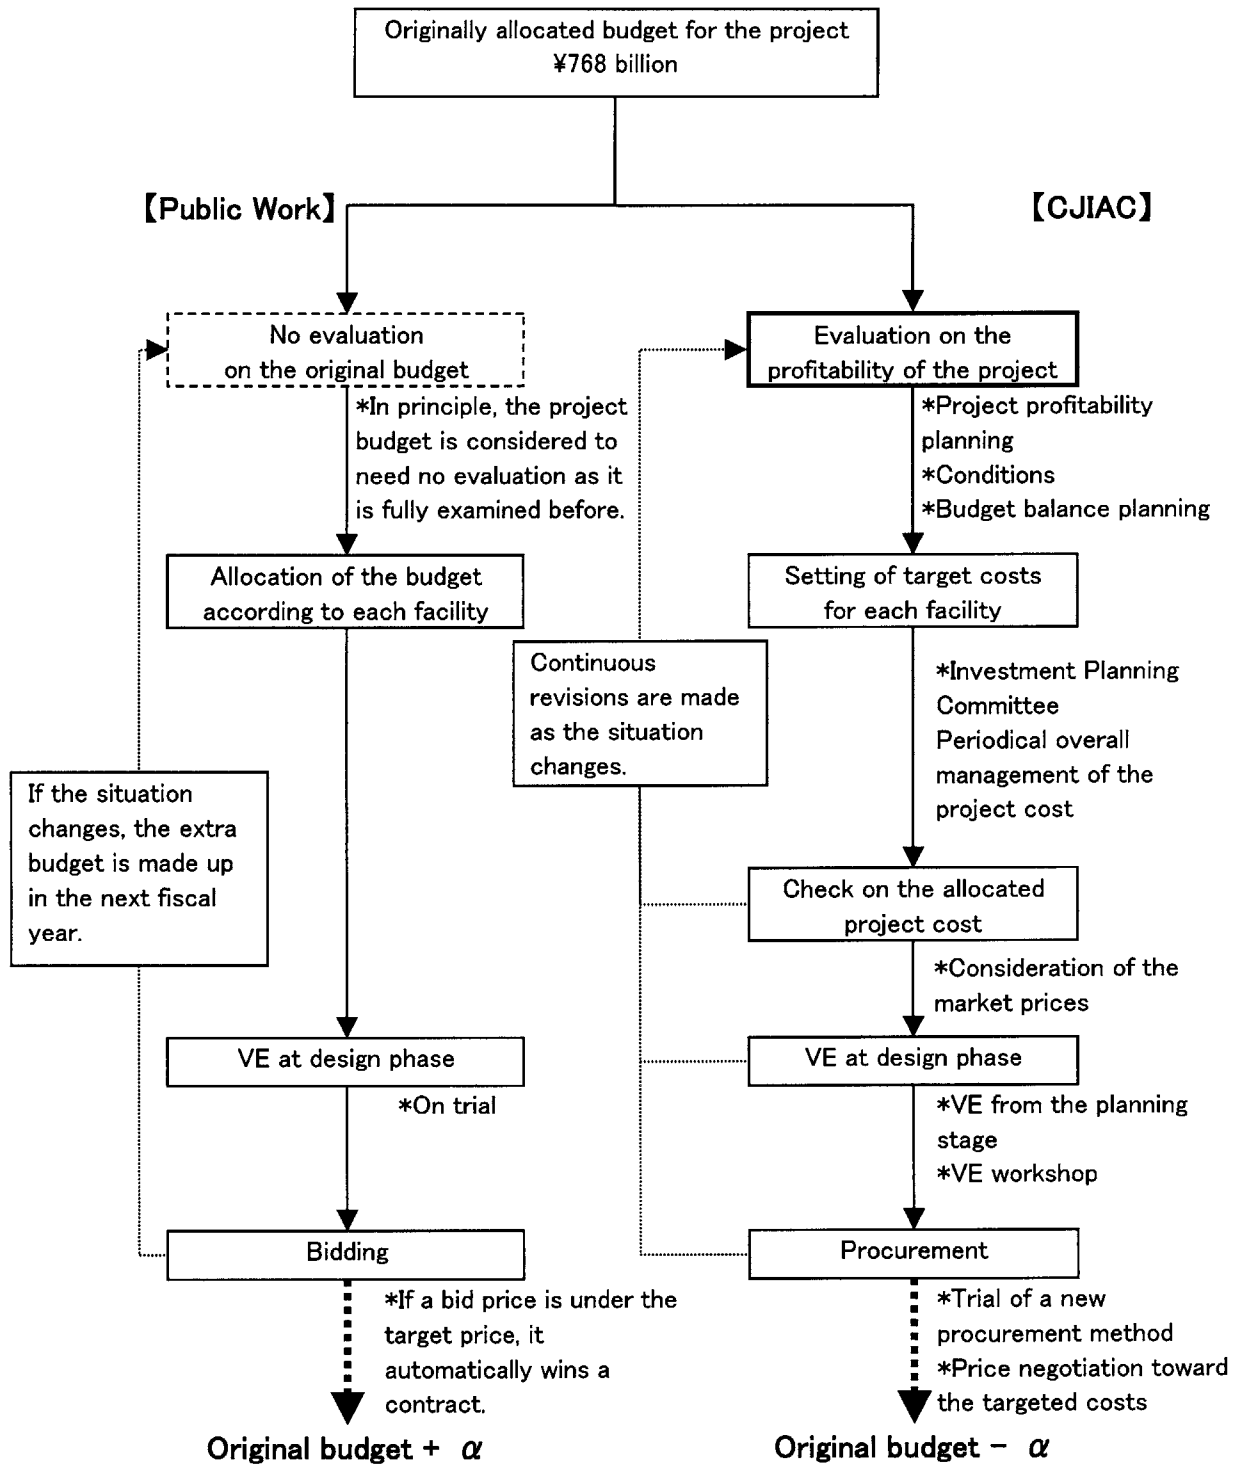 Originally allocated budget for the project
¥768 billion
【Public Work】
【CJIAC】
No evaluation
on the original budget
*In principle, the project
budget is considered to
need no evaluation as it
is fully examined before.
Allocation of the budget
according to each facility
If the situation
changes, the extra
budget is made up
in the next fiscal
year.
VE at design phase
*On trial
Bidding
*If a bid price is under the
target price, it
automatically wins a
contract.
Original budget + α
Evaluation on the
profitability of the project
*Project profitability
planning
*Conditions
*Budget balance planning
Setting of target costs
for each facility
Continuous
revisions are made
as the situation
changes.
*Investment Planning
Committee
Periodical overall
management of the
project cost
Check on the allocated
project cost
*Consideration of the
market prices
VE at design phase
*VE from the planning
stage
*VE workshop
Procurement
*Trial of a new
procurement method
*Price negotiation toward
the targeted costs
Original budget − α